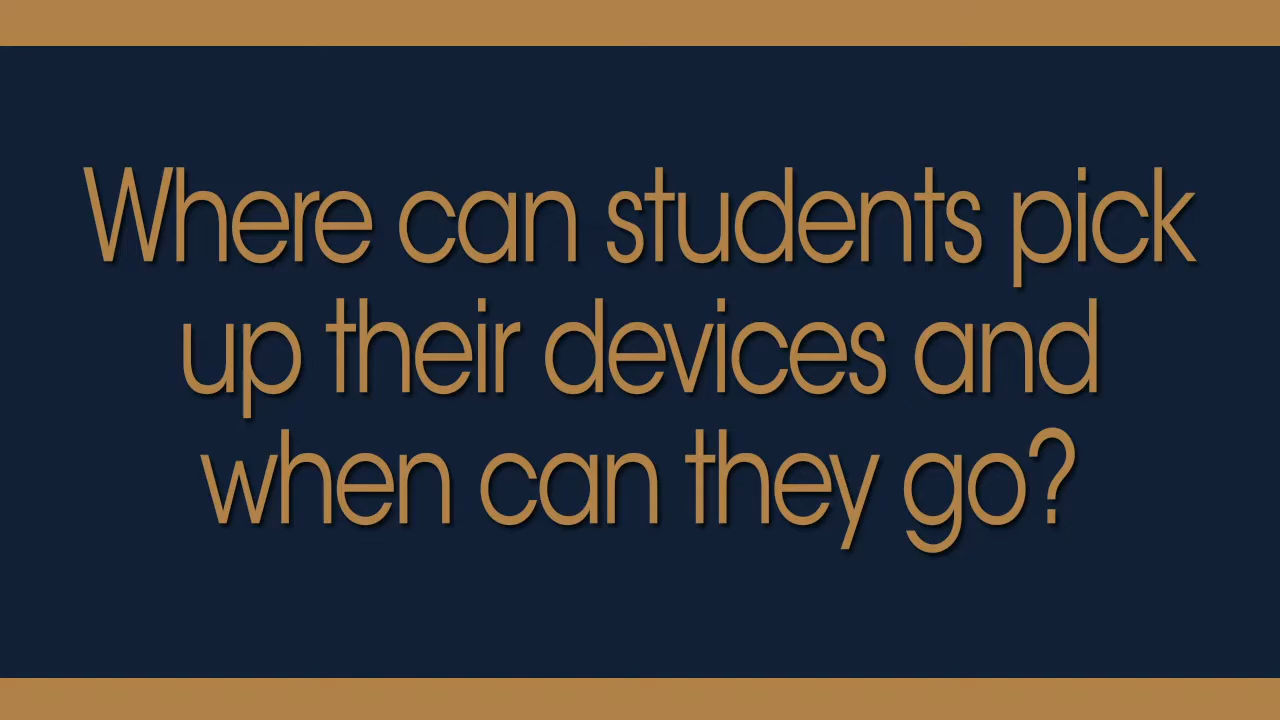 Where can students pick
up their devices and
when can they go?